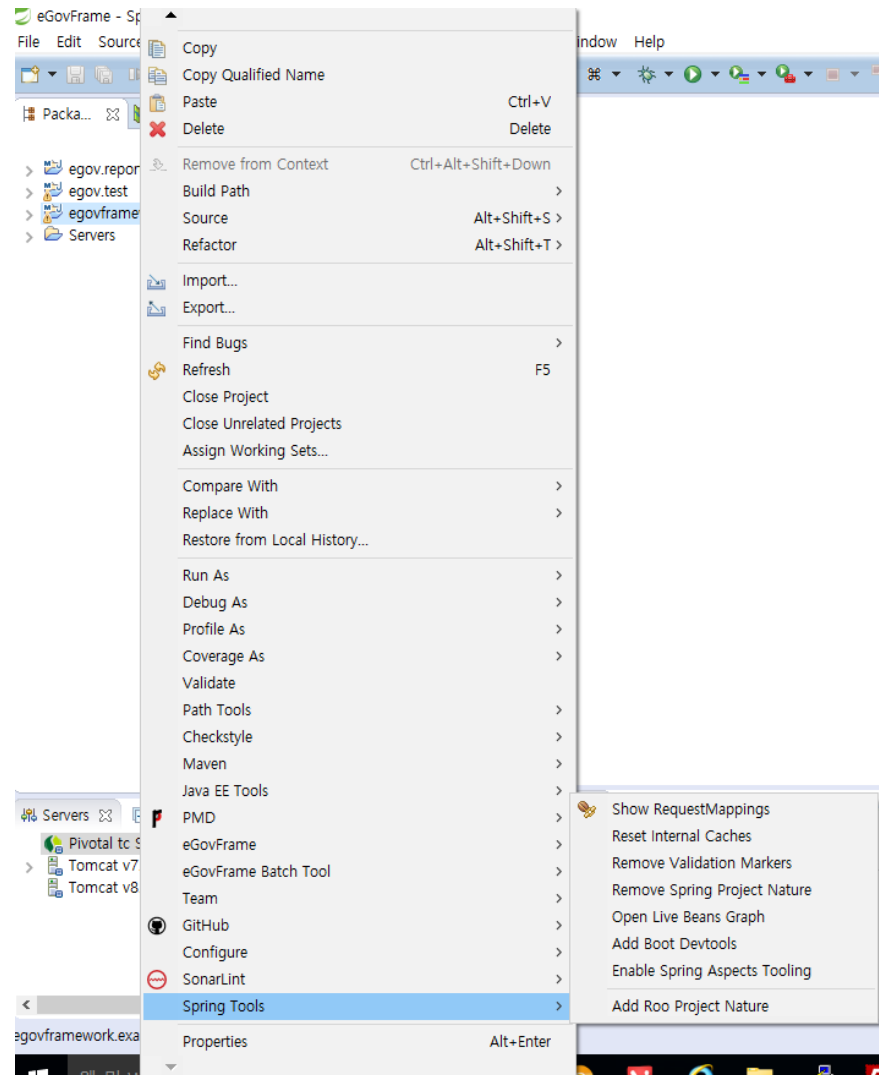 eGovFrame - Sp
File Edit Source
indow Help
Packa...
egov.repor
egov.test
egovframe
Servers
Copy
Copy Qualified Name
Paste Ctrl+V
Delete Delete
Remove from Context Ctrl+Alt+Shift+Down
Build Path
Source Alt+Shift+S
Refactor Alt+Shift+T
Import...
Export...
Find Bugs
Refresh F5
Close Project
Close Unrelated Projects
Assign Working Sets...
Compare With
Replace With
Restore from Local History...
Run As
Debug As
Profile As
Coverage As
Validate
Path Tools
Checkstyle
Maven
Java EE Tools
PMD
eGovFrame
eGovFrame Batch Tool
Team
GitHub
Configure
SonarLint
Spring Tools
Properties Alt+Enter
Show RequestMappings
Reset Internal Caches
Remove Validation Markers
Remove Spring Project Nature
Open Live Beans Graph
Add Boot Devtools
Enable Spring Aspects Tooling
Add Roo Project Nature
Servers
Pivotal tc S
Tomcat v7
Tomcat v8
egovframework.exa